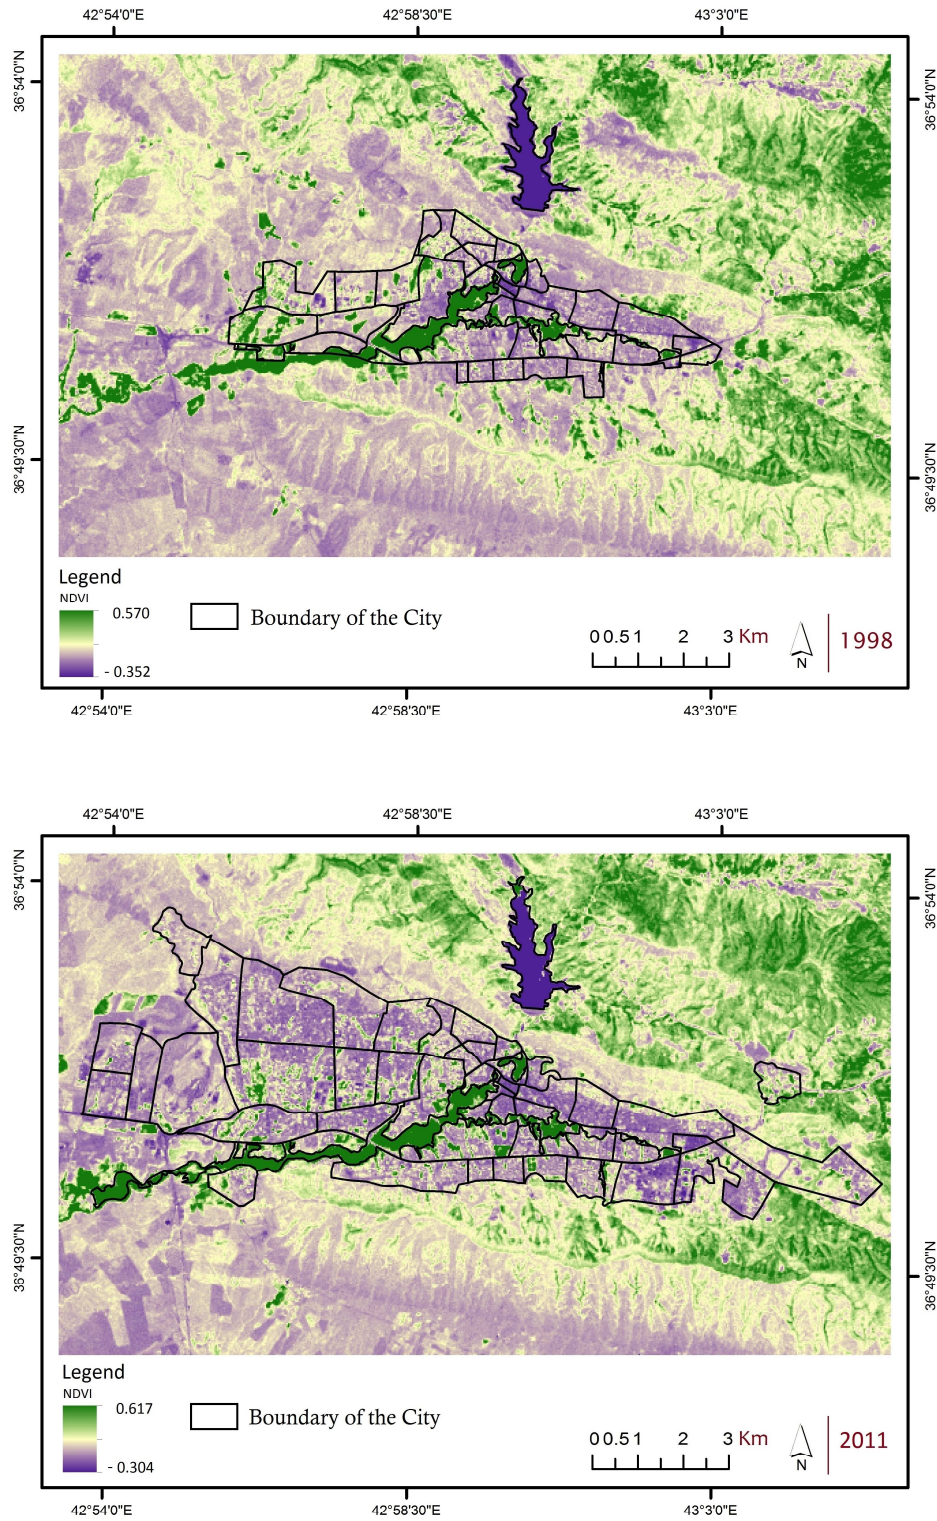 42°54'0"E 42°58'30"E 43°3'0"E
36°54'0"N 36°54'0"N
36°49'30"N 36°49'30"N
Legend
NDVI
0.570
- 0.352
Boundary of the City
0 0.5 1 2 3 Km
N
1998
42°54'0"E 42°58'30"E 43°3'0"E
42°54'0"E 42°58'30"E 43°3'0"E
36°54'0"N 36°54'0"N
36°49'30"N 36°49'30"N
Legend
NDVI
0.617
- 0.304
Boundary of the City
0 0.5 1 2 3 Km
N
2011
42°54'0"E 42°58'30"E 43°3'0"E